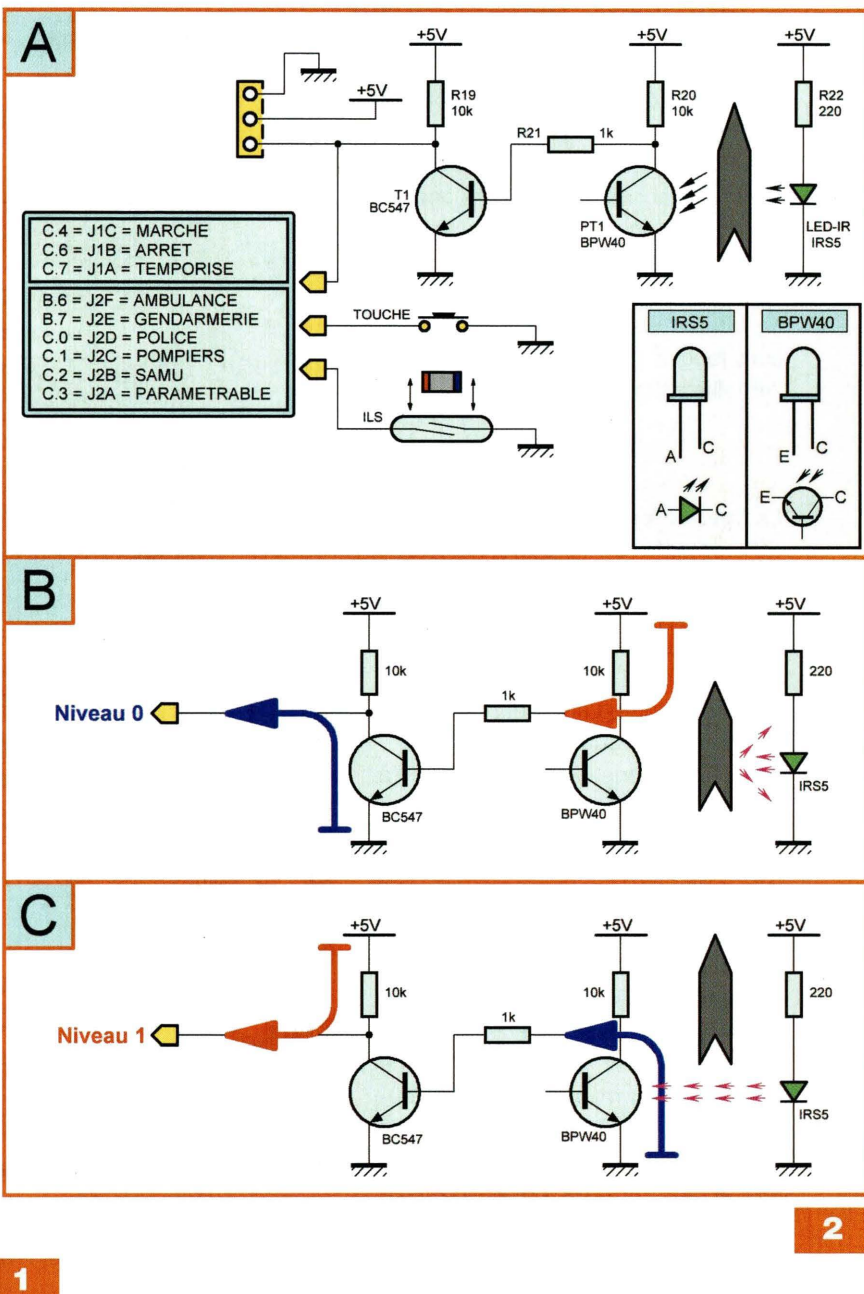 A
+5V
+5V
+5V
+5V
R19
10k
R20
10k
R22
220
R21
1k
T1
BC547
PT1
BPW40
LED-IR
IRS5
C.4 = J1C = MARCHE
C.6 = J1B = ARRET
C.7 = J1A = TEMPORISE
B.6 = J2F = AMBULANCE
B.7 = J2E = GENDARMERIE
C.0 = J2D = POLICE
C.1 = J2C = POMPIERS
C.2 = J2B = SAMU
C.3 = J2A = PARAMETRABLE
TOUCHE
ILS
IRS5
BPW40
A
C
E
C
A
C
E
C
B
+5V
+5V
+5V
10k
10k
220
1k
Niveau 0
BC547
BPW40
IRS5
C
+5V
+5V
+5V
10k
10k
220
1k
Niveau 1
BC547
BPW40
IRS5
2
1